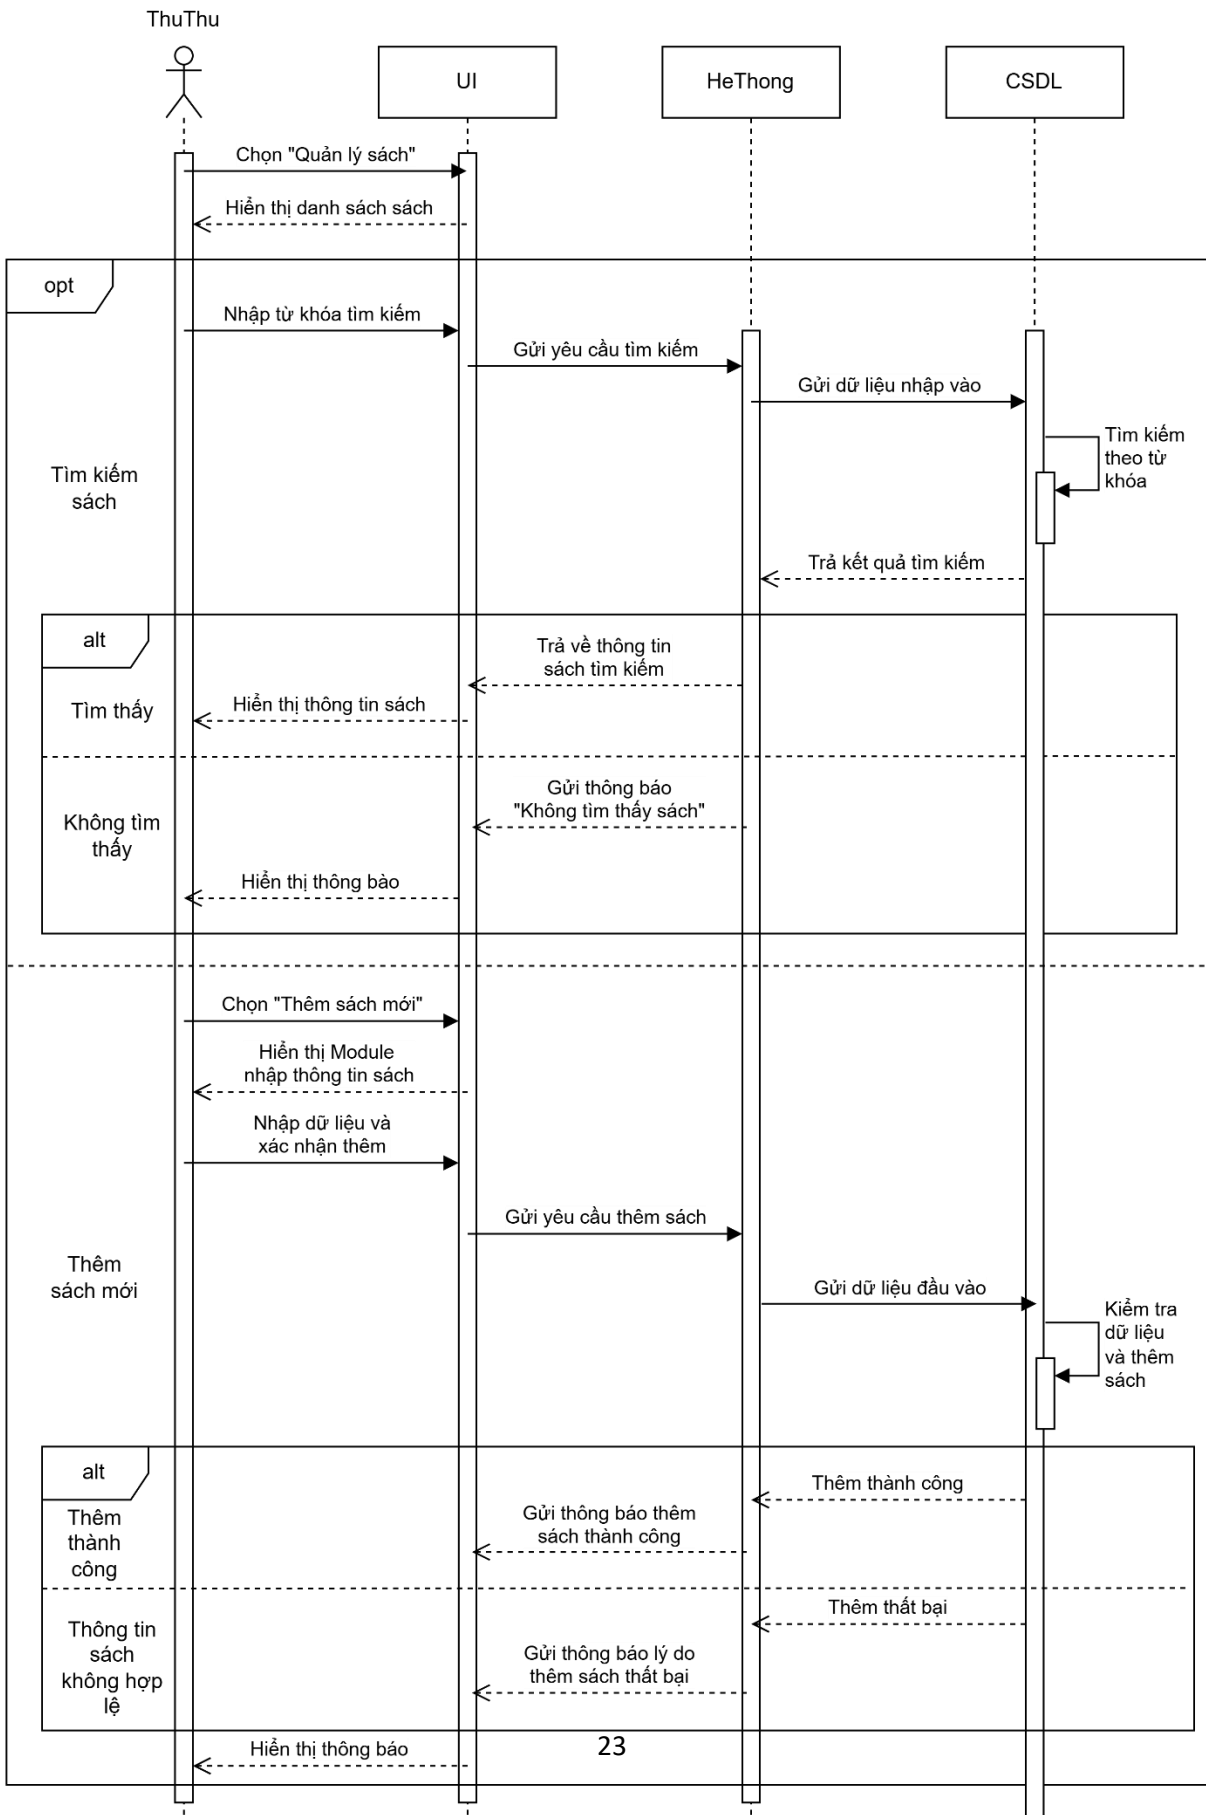 ThuThu
UI
HeThong
CSDL
Chọn "Quản lý sách"
Hiển thị danh sách sách
opt
Nhập từ khóa tìm kiếm
Gửi yêu cầu tìm kiếm
Gửi dữ liệu nhập vào
Tìm kiếm
theo từ
khóa
Tìm kiếm
sách
Trả kết quả tìm kiếm
alt
Trả về thông tin
sách tìm kiếm
Tìm thấy
Hiển thị thông tin sách
Gửi thông báo
"Không tìm thấy sách"
Không tìm
thấy
Hiển thị thông bào
Chọn "Thêm sách mới"
Hiển thị Module
nhập thông tin sách
Nhập dữ liệu và
xác nhận thêm
Gửi yêu cầu thêm sách
Thêm
sách mới
Gửi dữ liệu đầu vào
Kiểm tra
dữ liệu
và thêm
sách
alt
Thêm thành công
Thêm
thành
công
Gửi thông báo thêm
sách thành công
Thêm thất bại
Thông tin
sách
không hợp
lệ
Gửi thông báo lý do
thêm sách thất bại
23
Hiển thị thông báo